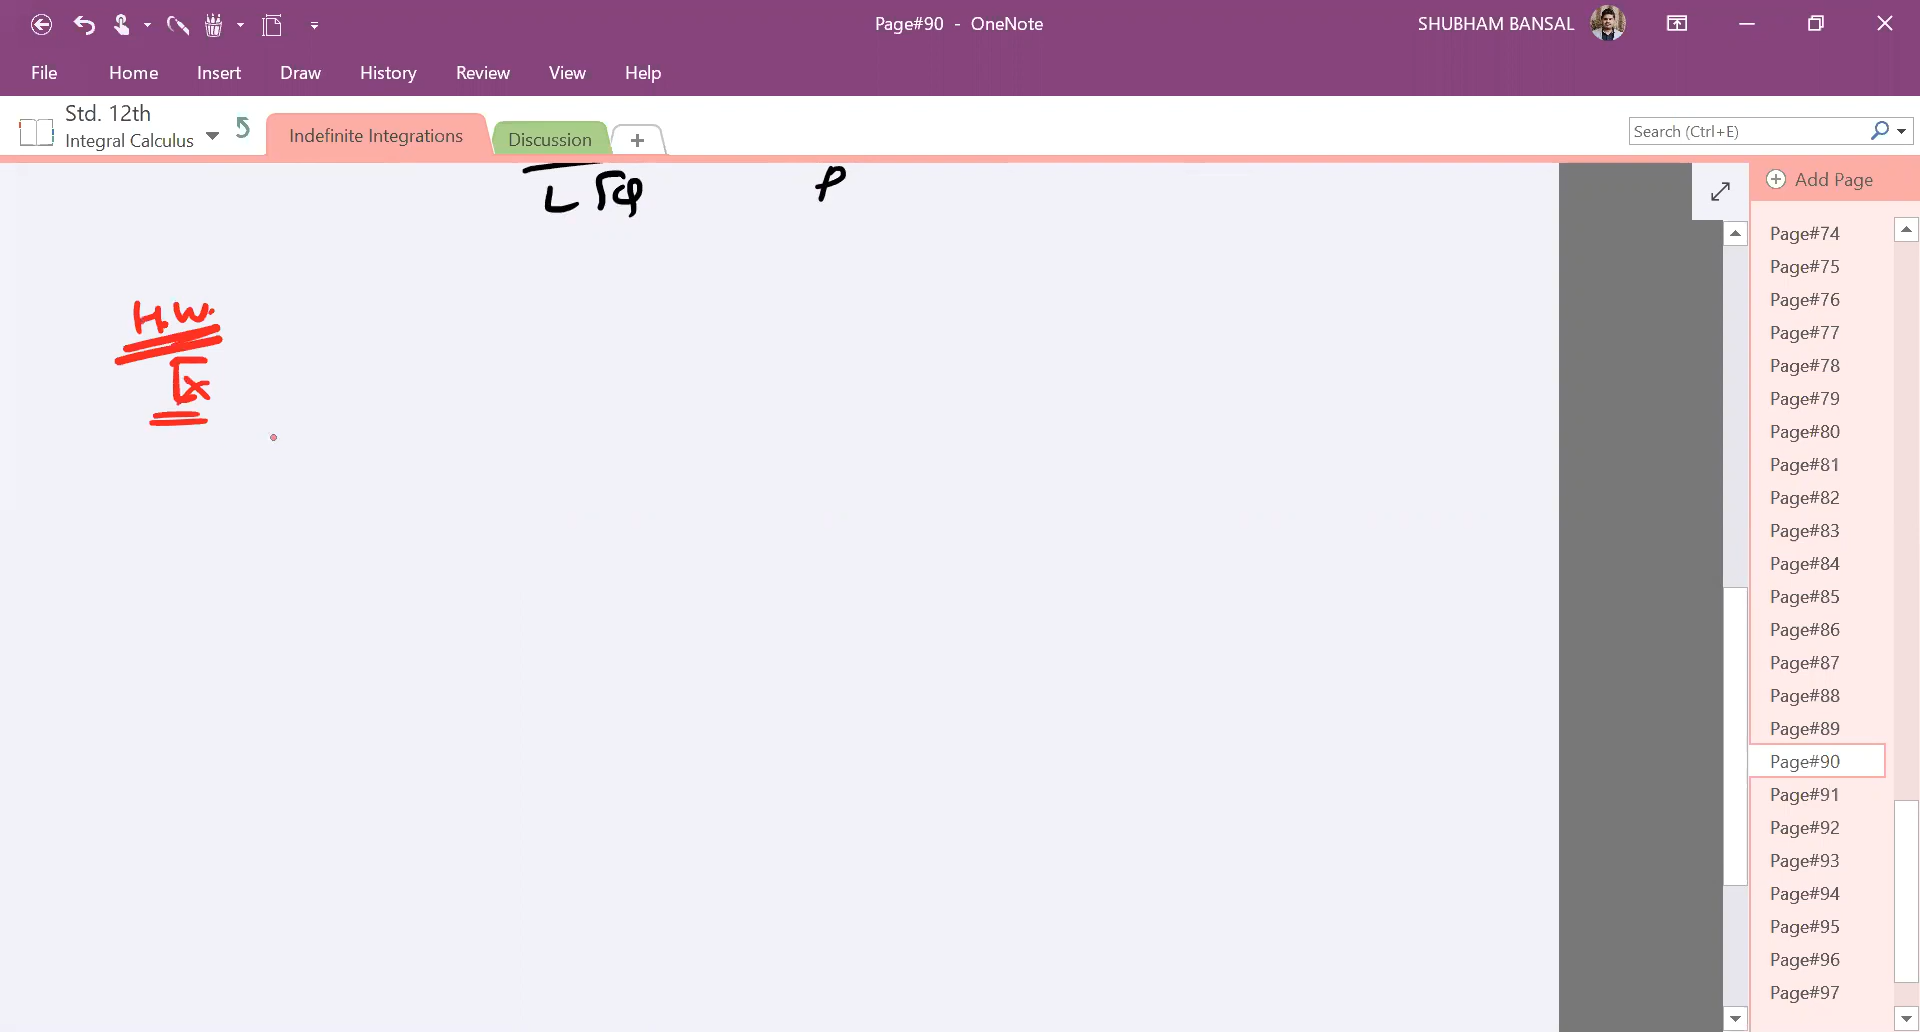 Page#90 - OneNote
SHUBHAM BANSAL
File Home Insert Draw History Review View Help
Std. 12th
Integral Calculus
Indefinite Integrations
Discussion
+
Search (Ctrl+E)
Add Page
L √φ P
H.W.
√x
Page#74
Page#75
Page#76
Page#77
Page#78
Page#79
Page#80
Page#81
Page#82
Page#83
Page#84
Page#85
Page#86
Page#87
Page#88
Page#89
Page#90
Page#91
Page#92
Page#93
Page#94
Page#95
Page#96
Page#97